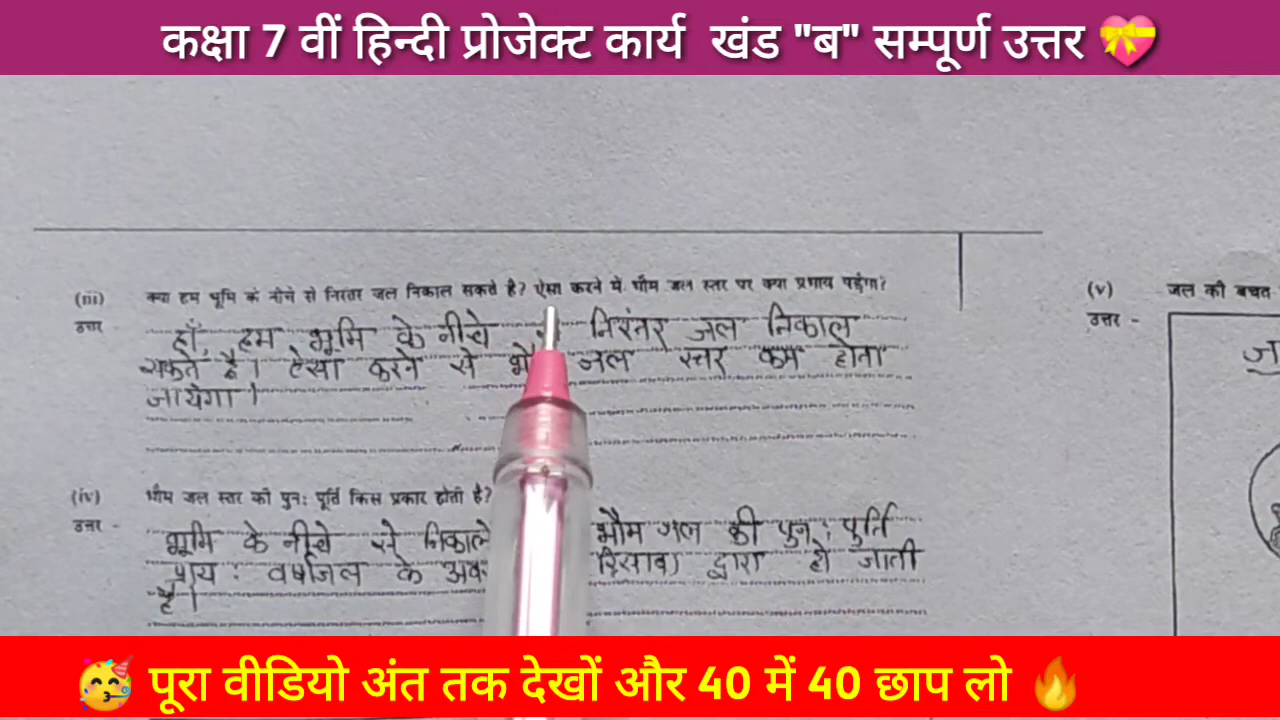 कक्षा 7 वीं हिन्दी प्रोजेक्ट कार्य खंड "ब" सम्पूर्ण उत्तर 💝
(iii) क्या हम भूमि के नीचे से निरंतर जल निकाल सकते है? ऐसा करने में भौम जल स्तर पर क्या प्रभाव पड़ेगा?
उत्तर
हाँ, हम भूमि के नीचे निरंतर जल निकाल
सकते है। ऐसा करने से जल स्तर कम होता
जायेगा।
(iv) भौम जल स्तर की पुन: पूर्ति किस प्रकार होती है?
उत्तर -
भूमि के नीचे से निकाले भौम जल की पुन: पुर्ति
प्राय: वर्षाजल के रिसाव) द्वारा हो जाती
है।
(v) जल की बचत
उत्तर -
🥳 पूरा वीडियो अंत तक देखों और 40 में 40 छाप लो 🔥